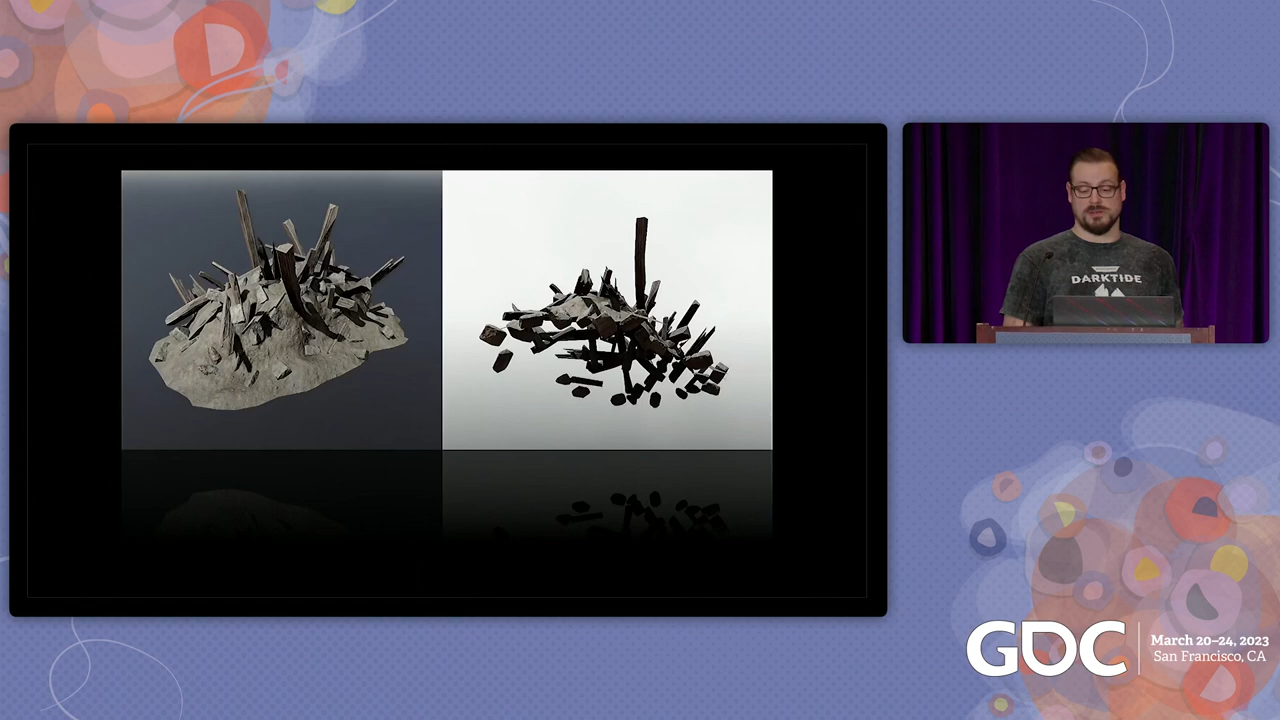 DARKTIDE
GDC
March 20–24, 2023
San Francisco, CA